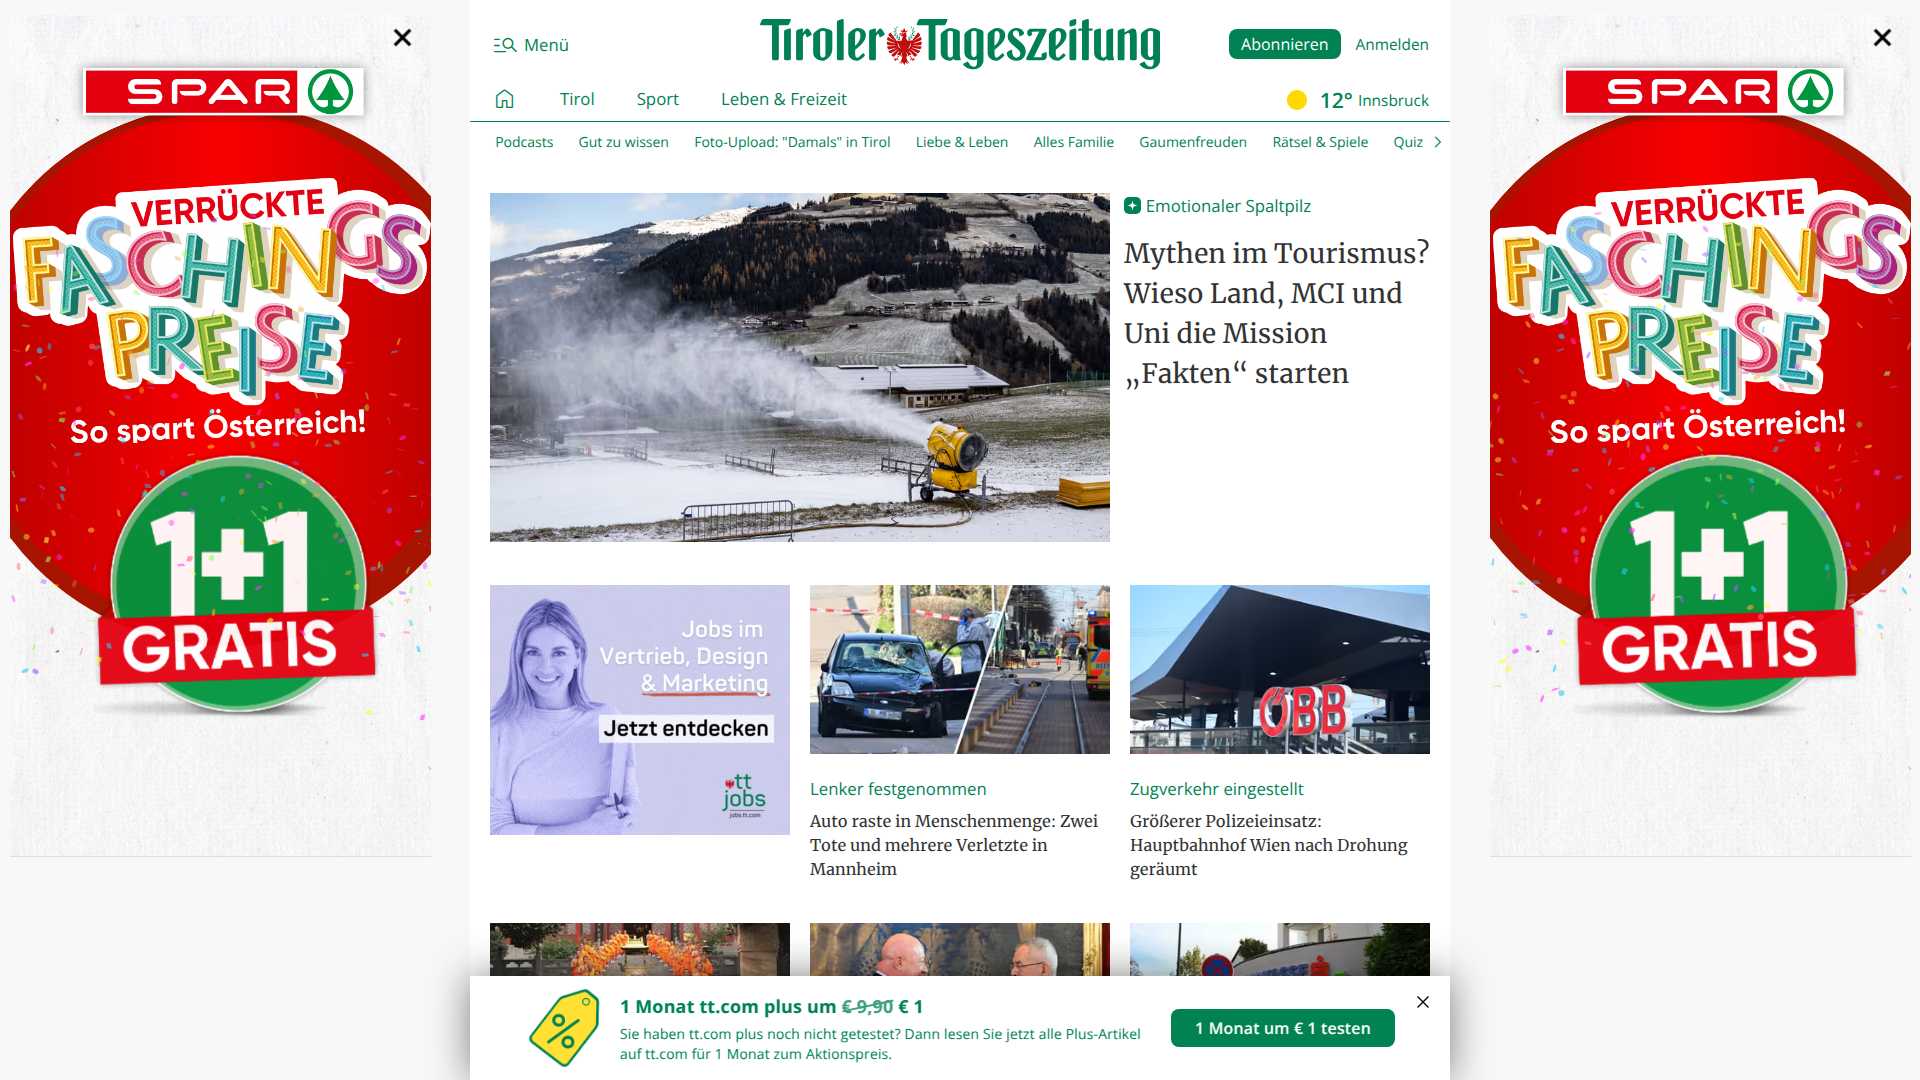 Menü
Tiroler Tageszeitung
Abonnieren
Anmelden
Tirol
Sport
Leben & Freizeit
12° Innsbruck
Podcasts
Gut zu wissen
Foto-Upload: "Damals" in Tirol
Liebe & Leben
Alles Familie
Gaumenfreuden
Rätsel & Spiele
Quiz
SPAR
VERRÜCKTE
FASCHINGS
PREISE
So spart Österreich!
1+1
GRATIS
Emotionaler Spaltpilz
Mythen im Tourismus?
Wieso Land, MCI und
Uni die Mission
„Fakten“ starten
Jobs im
Vertrieb, Design
& Marketing
Jetzt entdecken
tt
jobs
jobs.tt.com
Lenker festgenommen
Auto raste in Menschenmenge: Zwei
Tote und mehrere Verletzte in
Mannheim
ÖBB
Zugverkehr eingestellt
Größerer Polizeieinsatz:
Hauptbahnhof Wien nach Drohung
geräumt
1 Monat tt.com plus um € 9,90 € 1
Sie haben tt.com plus noch nicht getestet? Dann lesen Sie jetzt alle Plus-Artikel
auf tt.com für 1 Monat zum Aktionspreis.
1 Monat um € 1 testen
SPAR
VERRÜCKTE
FASCHINGS
PREISE
So spart Österreich!
1+1
GRATIS